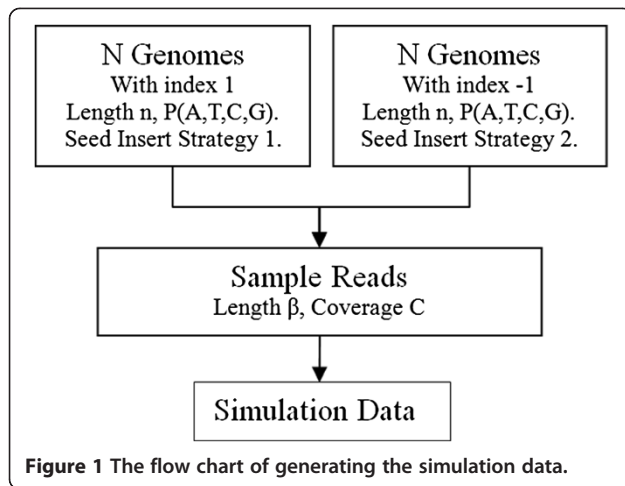 N Genomes
With index 1
Length n, P(A,T,C,G).
Seed Insert Strategy 1.
N Genomes
With index -1
Length n, P(A,T,C,G).
Seed Insert Strategy 2.
Sample Reads
Length β, Coverage C
Simulation Data
Figure 1 The flow chart of generating the simulation data.